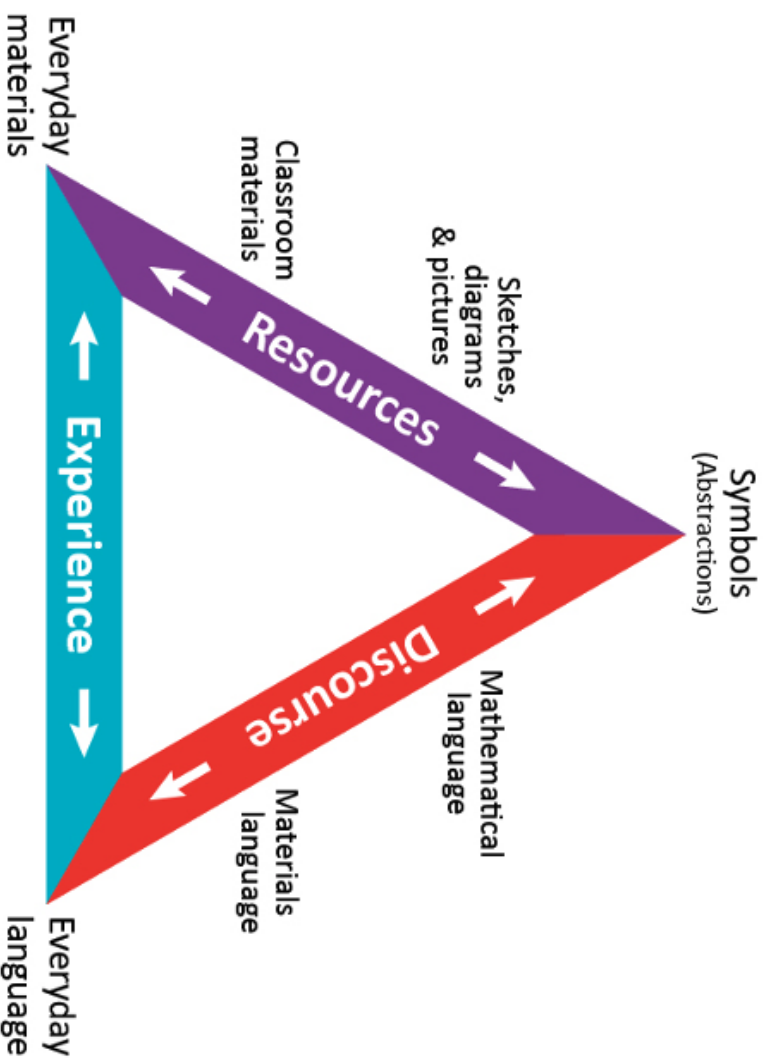 Symbols
(Abstractions)
Sketches,
diagrams
& pictures
Mathematical
language
Classroom
materials
Materials
language
Resources
Discourse
Experience
Everyday
materials
Everyday
language